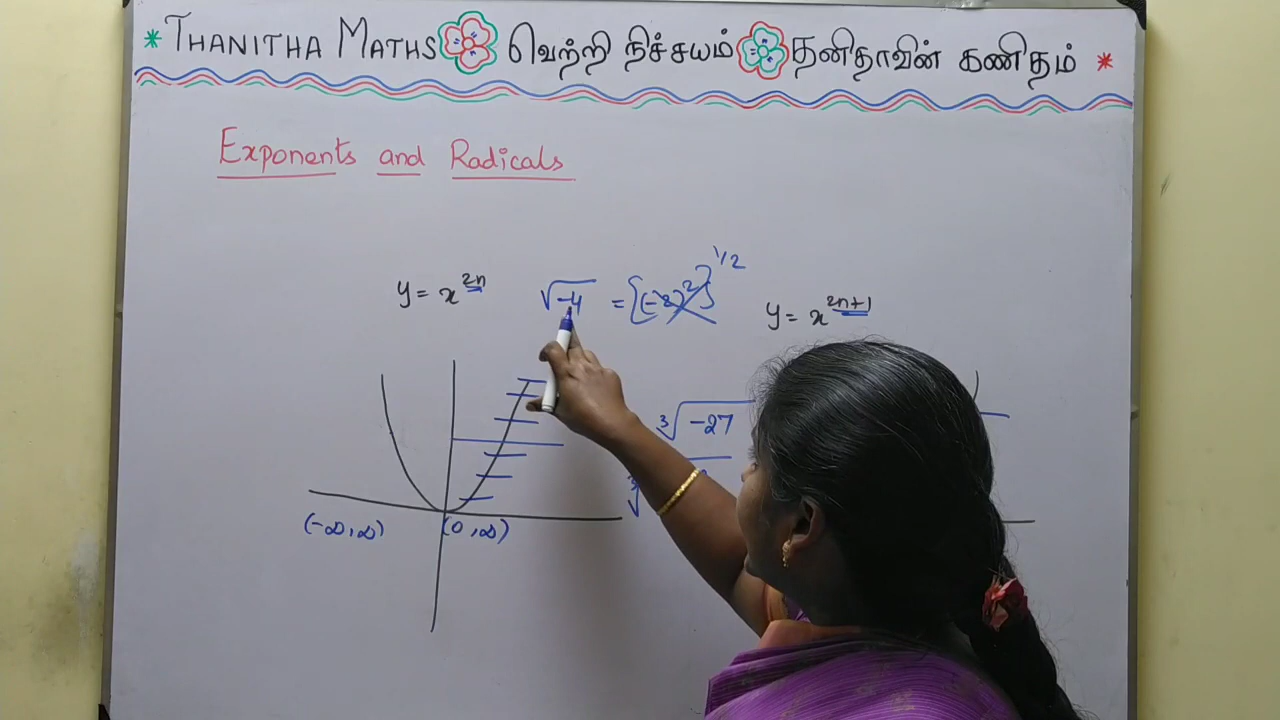 * THANITHA MATHS வெற்றி நிச்சயம் தனிதாவின் கணிதம் *
Exponents and Radicals
y = x^{2n}
√-4 = {(-2)^2}^{1/2}
y = x^{2n+1}
∛-27
(-∞,∞)
(0,∞)